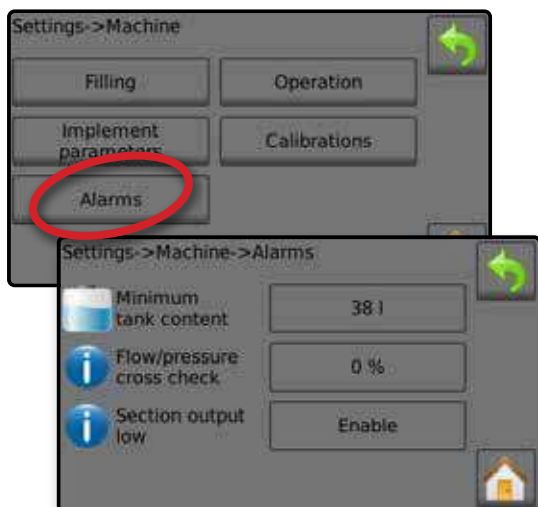 Settings->Machine
Filling
Operation
Implement
parameters
Calibrations
Alarms
Settings->Machine->Alarms
Minimum
tank content
38 l
Flow/pressure
cross check
0 %
Section output
low
Enable